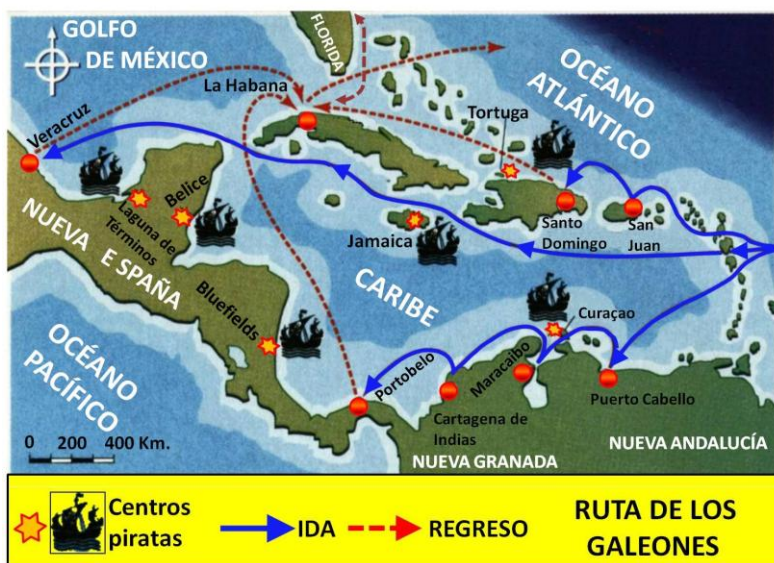 GOLFO
DE MÉXICO
FLORIDA
OCÉANO
ATLÁNTICO
La Habana
Tortuga
Veracruz
Belice
Laguna de
Términos
NUEVA E SPAÑA
Jamaica
Santo
Domingo
San
Juan
CARIBE
Bluefields
Curaçao
OCÉANO
PACÍFICO
Portobelo
Maracaibo
Cartagena de
Indias
Puerto Cabello
0 200 400 Km.
NUEVA GRANADA
NUEVA ANDALUCÍA
Centros
piratas
IDA
REGRESO
RUTA DE LOS
GALEONES